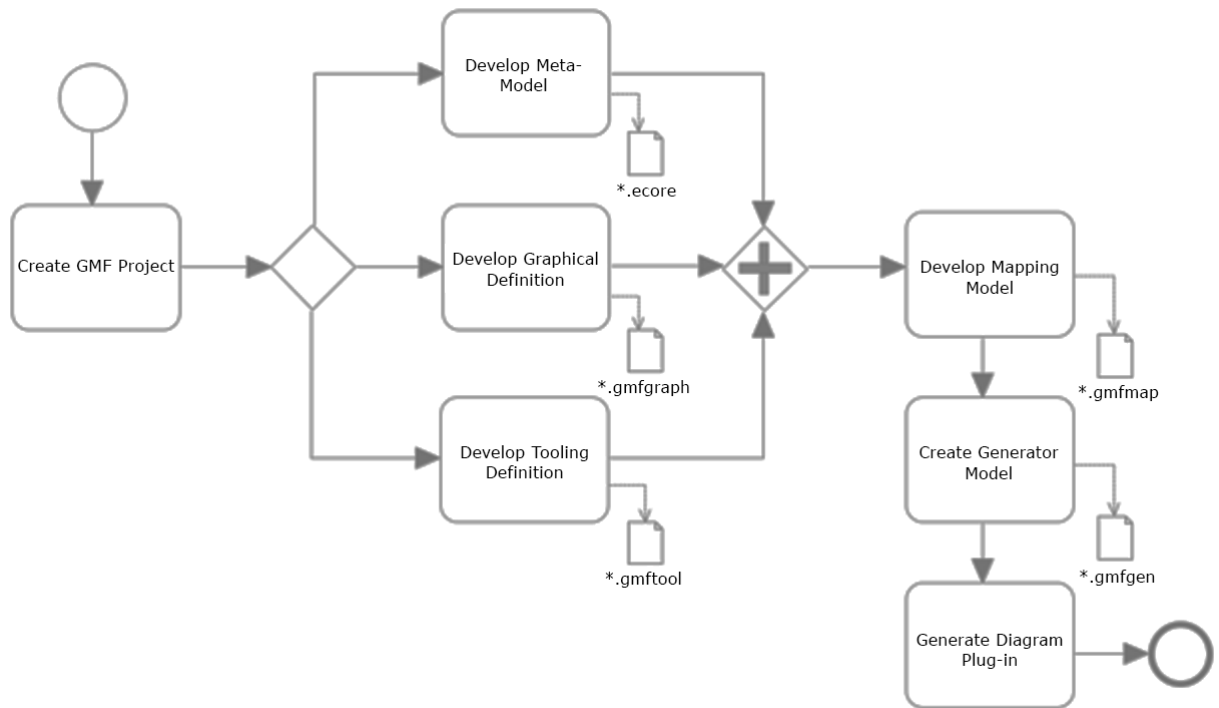 Develop Meta-
Model
*.ecore
Create GMF Project
Develop Graphical
Definition
*.gmfgraph
Develop Tooling
Definition
*.gmftool
Develop Mapping
Model
*.gmfmap
Create Generator
Model
*.gmfgen
Generate Diagram
Plug-in